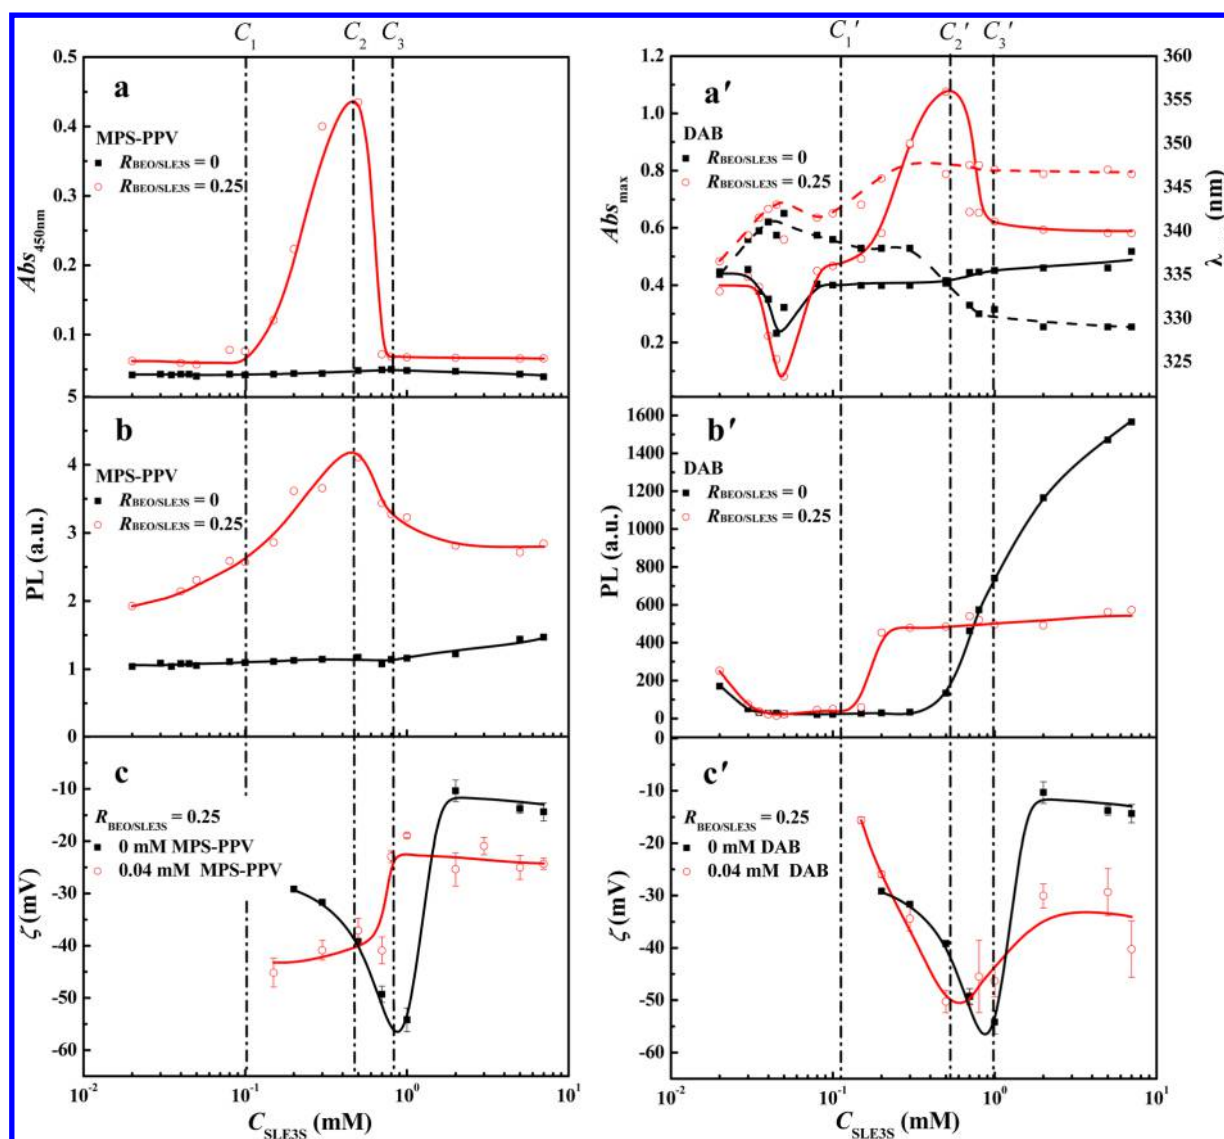 C1 C2 C3
0.5
0.4
0.3
0.2
0.1
5
Abs450nm
a
MPS-PPV
RBEO/SLE3S = 0
RBEO/SLE3S = 0.25
4
3
2
1
0
PL (a.u.)
b
MPS-PPV
RBEO/SLE3S = 0
RBEO/SLE3S = 0.25
-10
-20
-30
-40
-50
-60
ζ (mV)
c
RBEO/SLE3S = 0.25
0 mM MPS-PPV
0.04 mM MPS-PPV
10-2 10-1 100 101
CSLE3S (mM)
C1′ C2′ C3′
1.2
1.0
0.8
0.6
0.4
0.2
Absmax
a′
DAB
RBEO/SLE3S = 0
RBEO/SLE3S = 0.25
360
355
350
345
340
335
330
325
λ (nm)
1600
1400
1200
1000
800
600
400
200
0
PL (a.u.)
b′
DAB
RBEO/SLE3S = 0
RBEO/SLE3S = 0.25
-10
-20
-30
-40
-50
-60
ζ (mV)
c′
RBEO/SLE3S = 0.25
0 mM DAB
0.04 mM DAB
10-2 10-1 100 101
CSLE3S (mM)